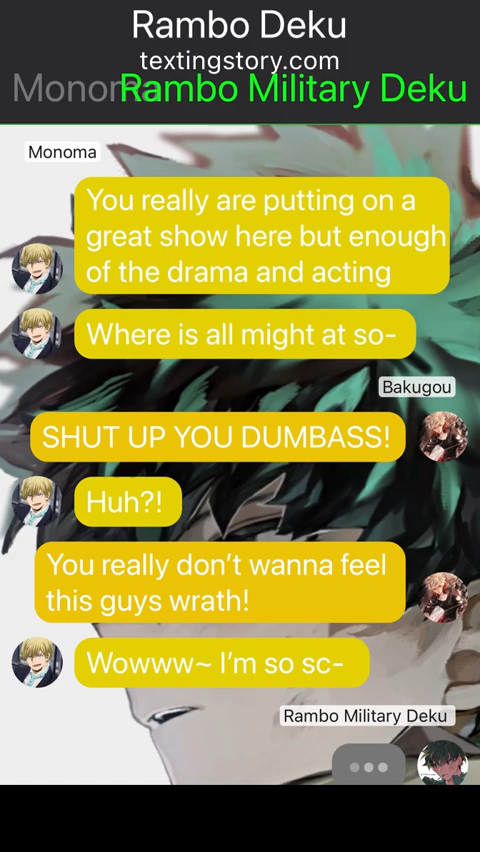 Rambo Deku
textingstory.com
Monoma
Rambo Military Deku
Monoma
You really are putting on a
great show here but enough
of the drama and acting
Where is all might at so-
Bakugou
SHUT UP YOU DUMBASS!
Huh?!
You really don’t wanna feel
this guys wrath!
Wowww~ I’m so sc-
Rambo Military Deku